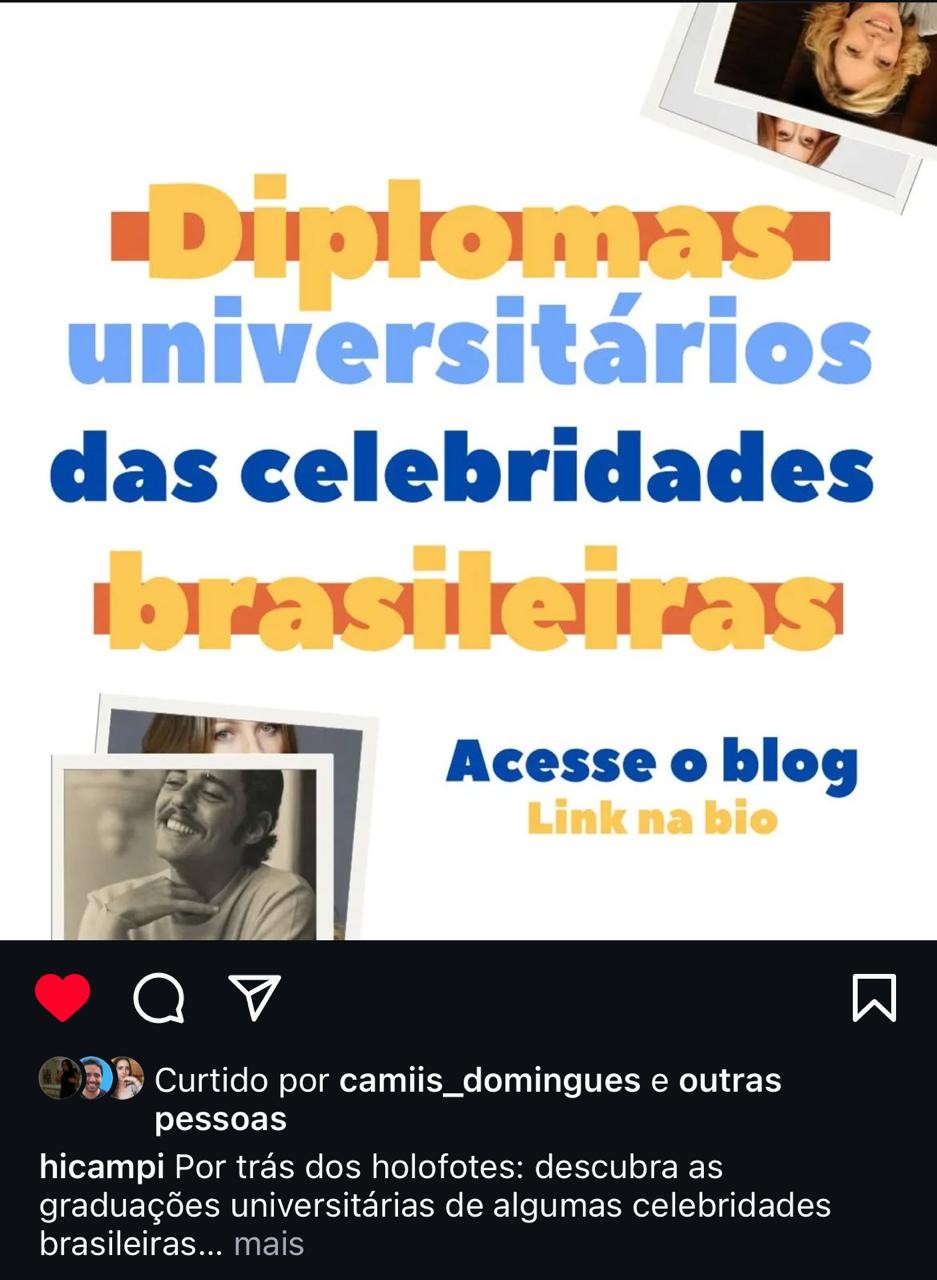 Diplomas
universitários
das celebridades
brasileiras
Acesse o blog
Link na bio
Curtido por camiis_domingues e outras
pessoas
hicampi Por trás dos holofotes: descubra as
graduações universitárias de algumas celebridades
brasileiras... mais